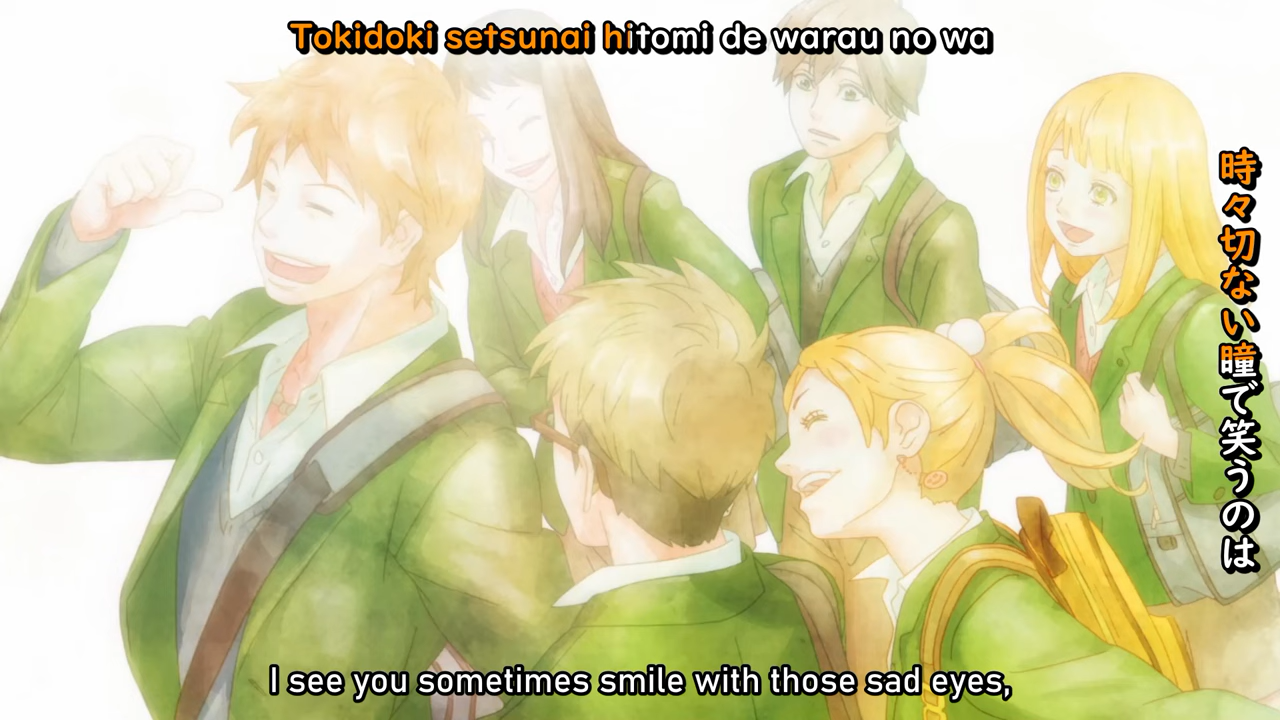 Tokidoki setsunai hitomi de warau no wa
時々切ない瞳で笑うのは
I see you sometimes smile with those sad eyes,